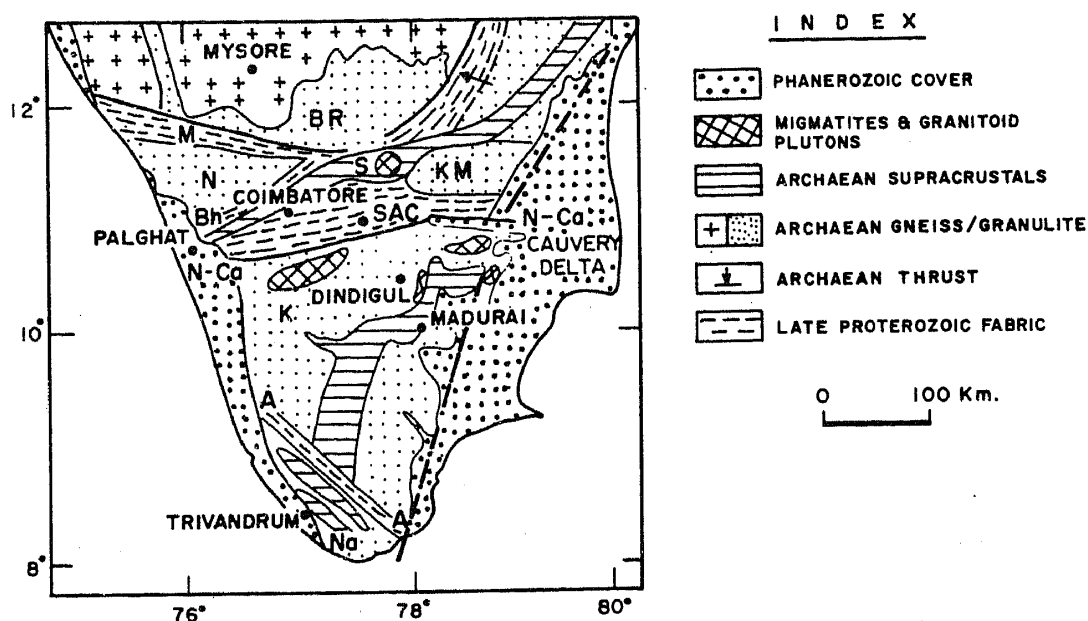 MYSORE
12°
BR
M
S
KM
N
COIMBATORE
Bh
SAC
N-Ca
PALGHAT
CAUVERY
DELTA
N-Ca
DINDIGUL
K
MADURAI
10°
A
TRIVANDRUM
A
Na
8°
76°
78°
80°
INDEX
PHANEROZOIC COVER
MIGMATITES & GRANITOID
PLUTONS
ARCHAEAN SUPRACRUSTALS
ARCHAEAN GNEISS/GRANULITE
ARCHAEAN THRUST
LATE PROTEROZOIC FABRIC
0 100 Km.